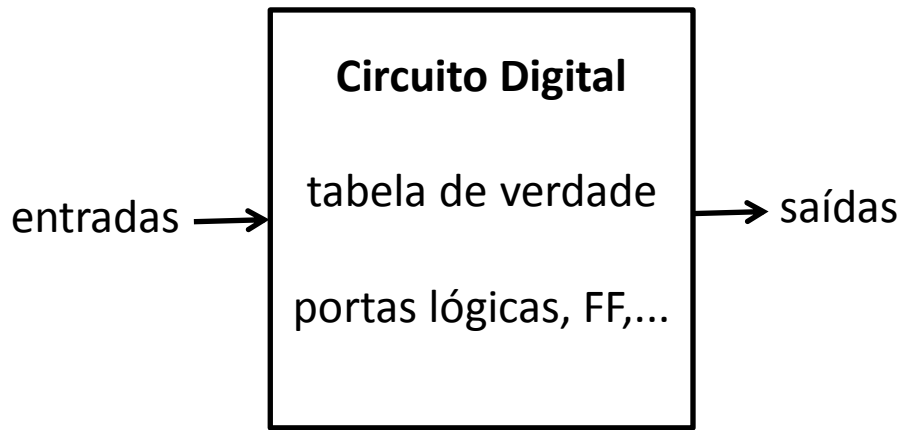 Circuito Digital
tabela de verdade
entradas
saídas
portas lógicas, FF,...